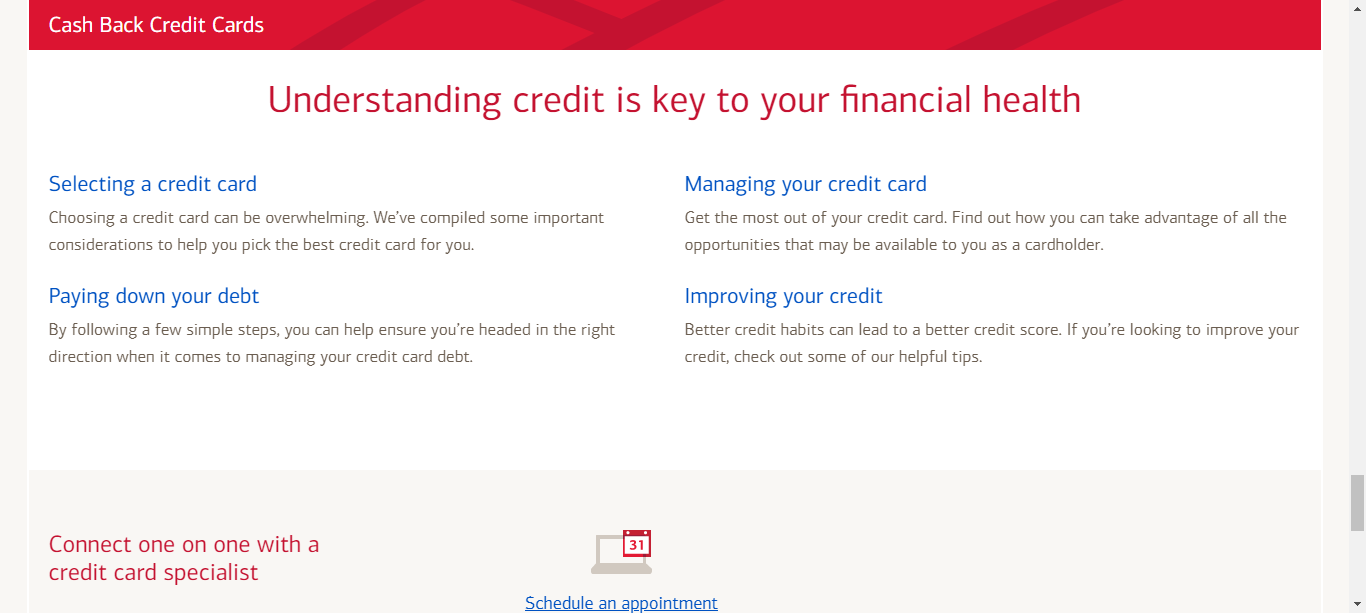 Cash Back Credit Cards
Understanding credit is key to your financial health
Selecting a credit card
Choosing a credit card can be overwhelming. We’ve compiled some important
considerations to help you pick the best credit card for you.
Managing your credit card
Get the most out of your credit card. Find out how you can take advantage of all the
opportunities that may be available to you as a cardholder.
Paying down your debt
By following a few simple steps, you can help ensure you’re headed in the right
direction when it comes to managing your credit card debt.
Improving your credit
Better credit habits can lead to a better credit score. If you’re looking to improve your
credit, check out some of our helpful tips.
Connect one on one with a
credit card specialist
31
Schedule an appointment